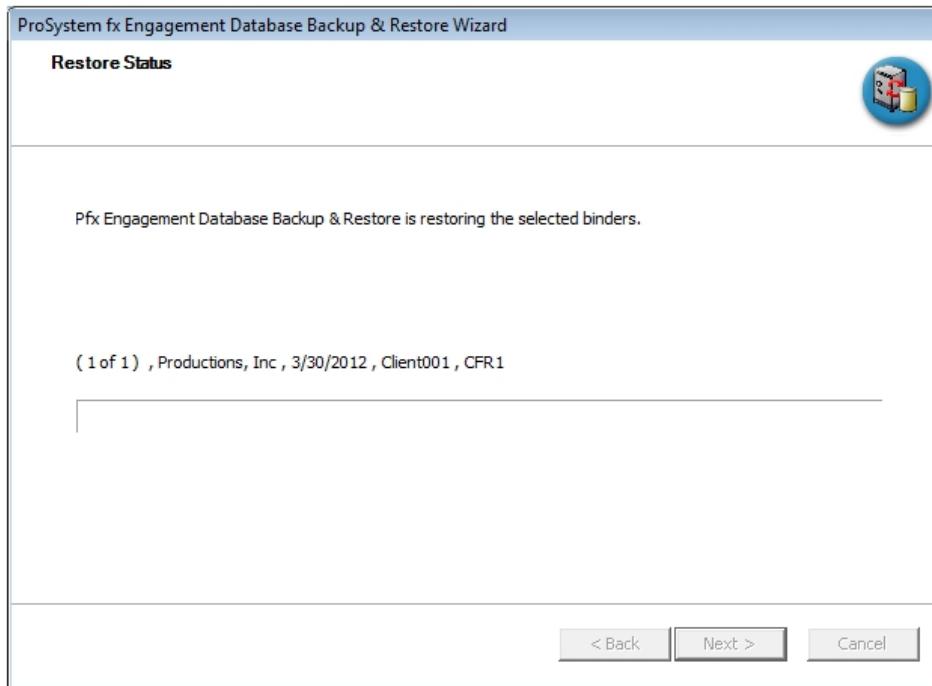 ProSystem fx Engagement Database Backup & Restore Wizard
Restore Status
Pfx Engagement Database Backup & Restore is restoring the selected binders.
( 1 of 1 ) , Productions, Inc , 3/30/2012 , Client001 , CFR1
< Back Next > Cancel